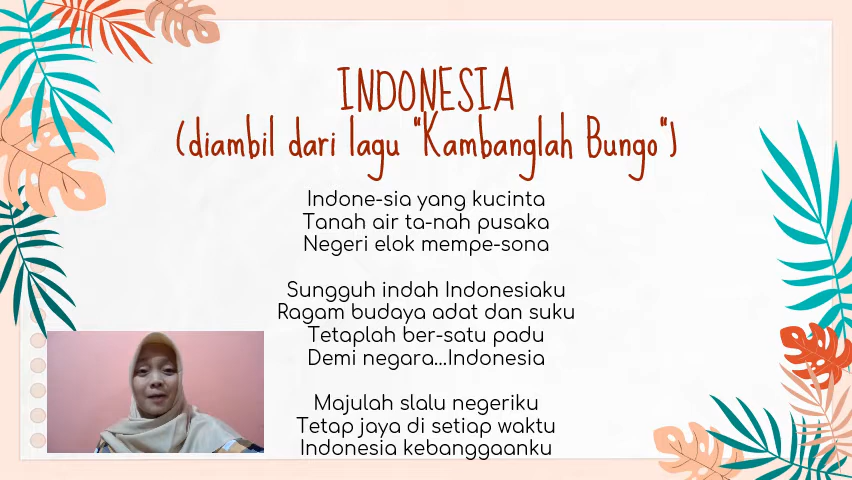 INDONESIA
(diambil dari lagu "Kambanglah Bungo")
Indone-sia yang kucinta
Tanah air ta-nah pusaka
Negeri elok mempe-sona
Sungguh indah Indonesiaku
Ragam budaya adat dan suku
Tetaplah ber-satu padu
Demi negara...Indonesia
Majulah slalu negeriku
Tetap jaya di setiap waktu
Indonesia kebanggaanku